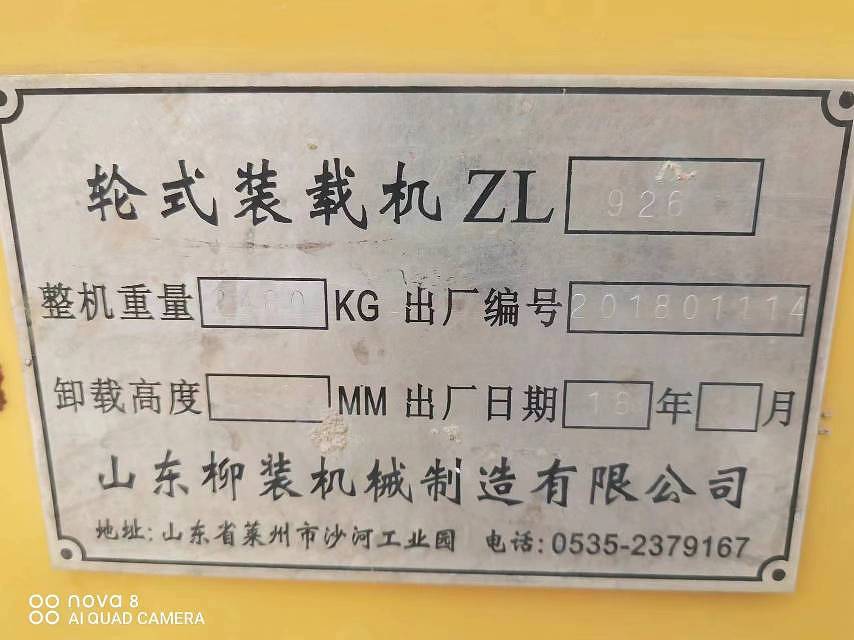 轮式装载机 ZL 926
整机重量 KG 出厂编号 201801114
卸载高度 MM 出厂日期 18 年 月
山东柳装机械制造有限公司
地址: 山东省莱州市沙河工业园 电话: 0535-2379167
nova 8
AI QUAD CAMERA